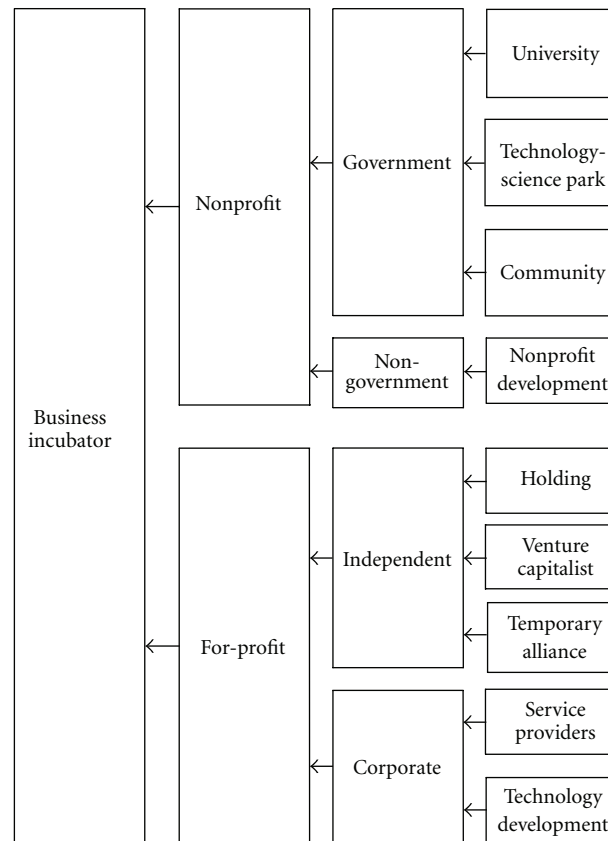 University
Technology-
science park
Government
Nonprofit
Community
Nonprofit
development
Non-
government
Business
incubator
Holding
Venture
capitalist
Independent
Temporary
alliance
For-profit
Service
providers
Corporate
Technology
development